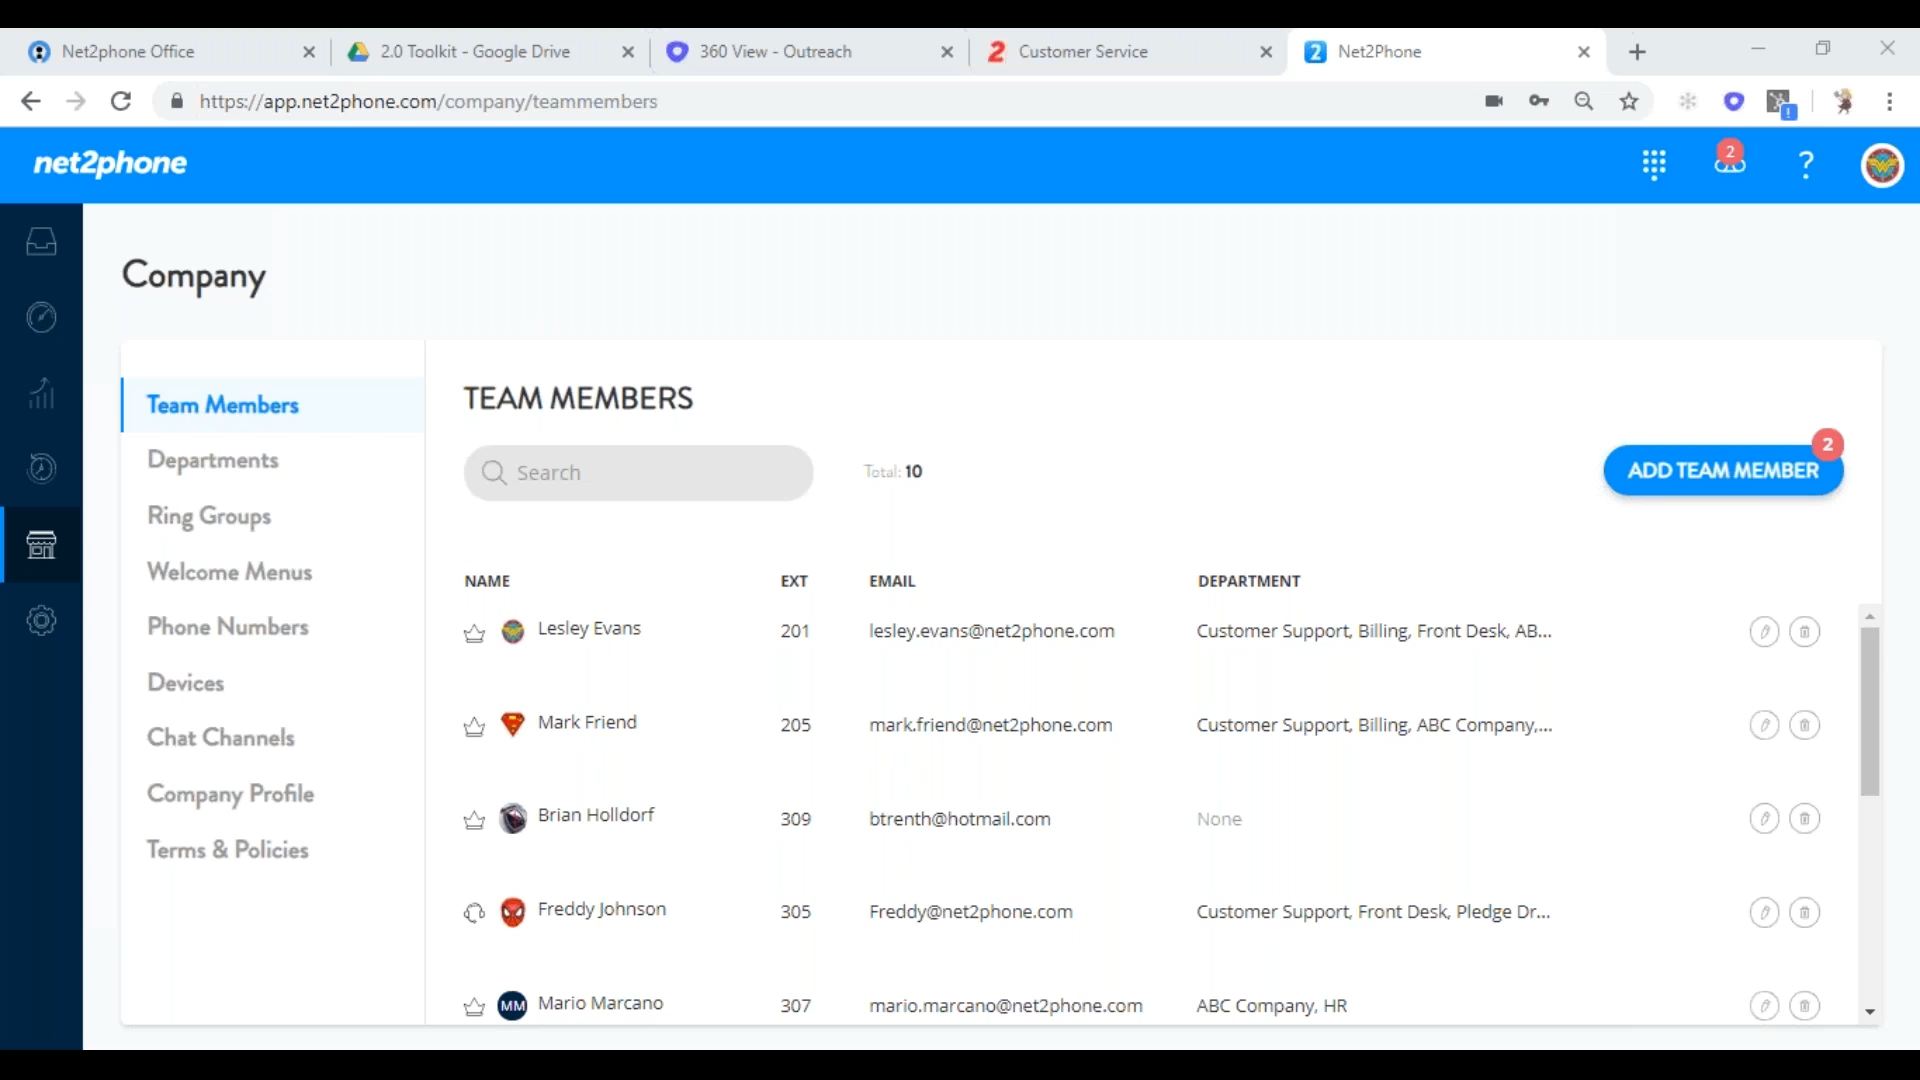 Net2phone Office
2.0 Toolkit - Google Drive
360 View - Outreach
2 Customer Service
2 Net2Phone
https://app.net2phone.com/company/teammembers
net2phone
2
?
Company
Team Members
Departments
Ring Groups
Welcome Menus
Phone Numbers
Devices
Chat Channels
Company Profile
Terms & Policies
TEAM MEMBERS
Search
Total: 10
2
ADD TEAM MEMBER
NAME EXT EMAIL DEPARTMENT
Lesley Evans 201 lesley.evans@net2phone.com Customer Support, Billing, Front Desk, AB...
Mark Friend 205 mark.friend@net2phone.com Customer Support, Billing, ABC Company,...
Brian Holldorf 309 btrenth@hotmail.com None
Freddy Johnson 305 Freddy@net2phone.com Customer Support, Front Desk, Pledge Dr...
MM Mario Marcano 307 mario.marcano@net2phone.com ABC Company, HR